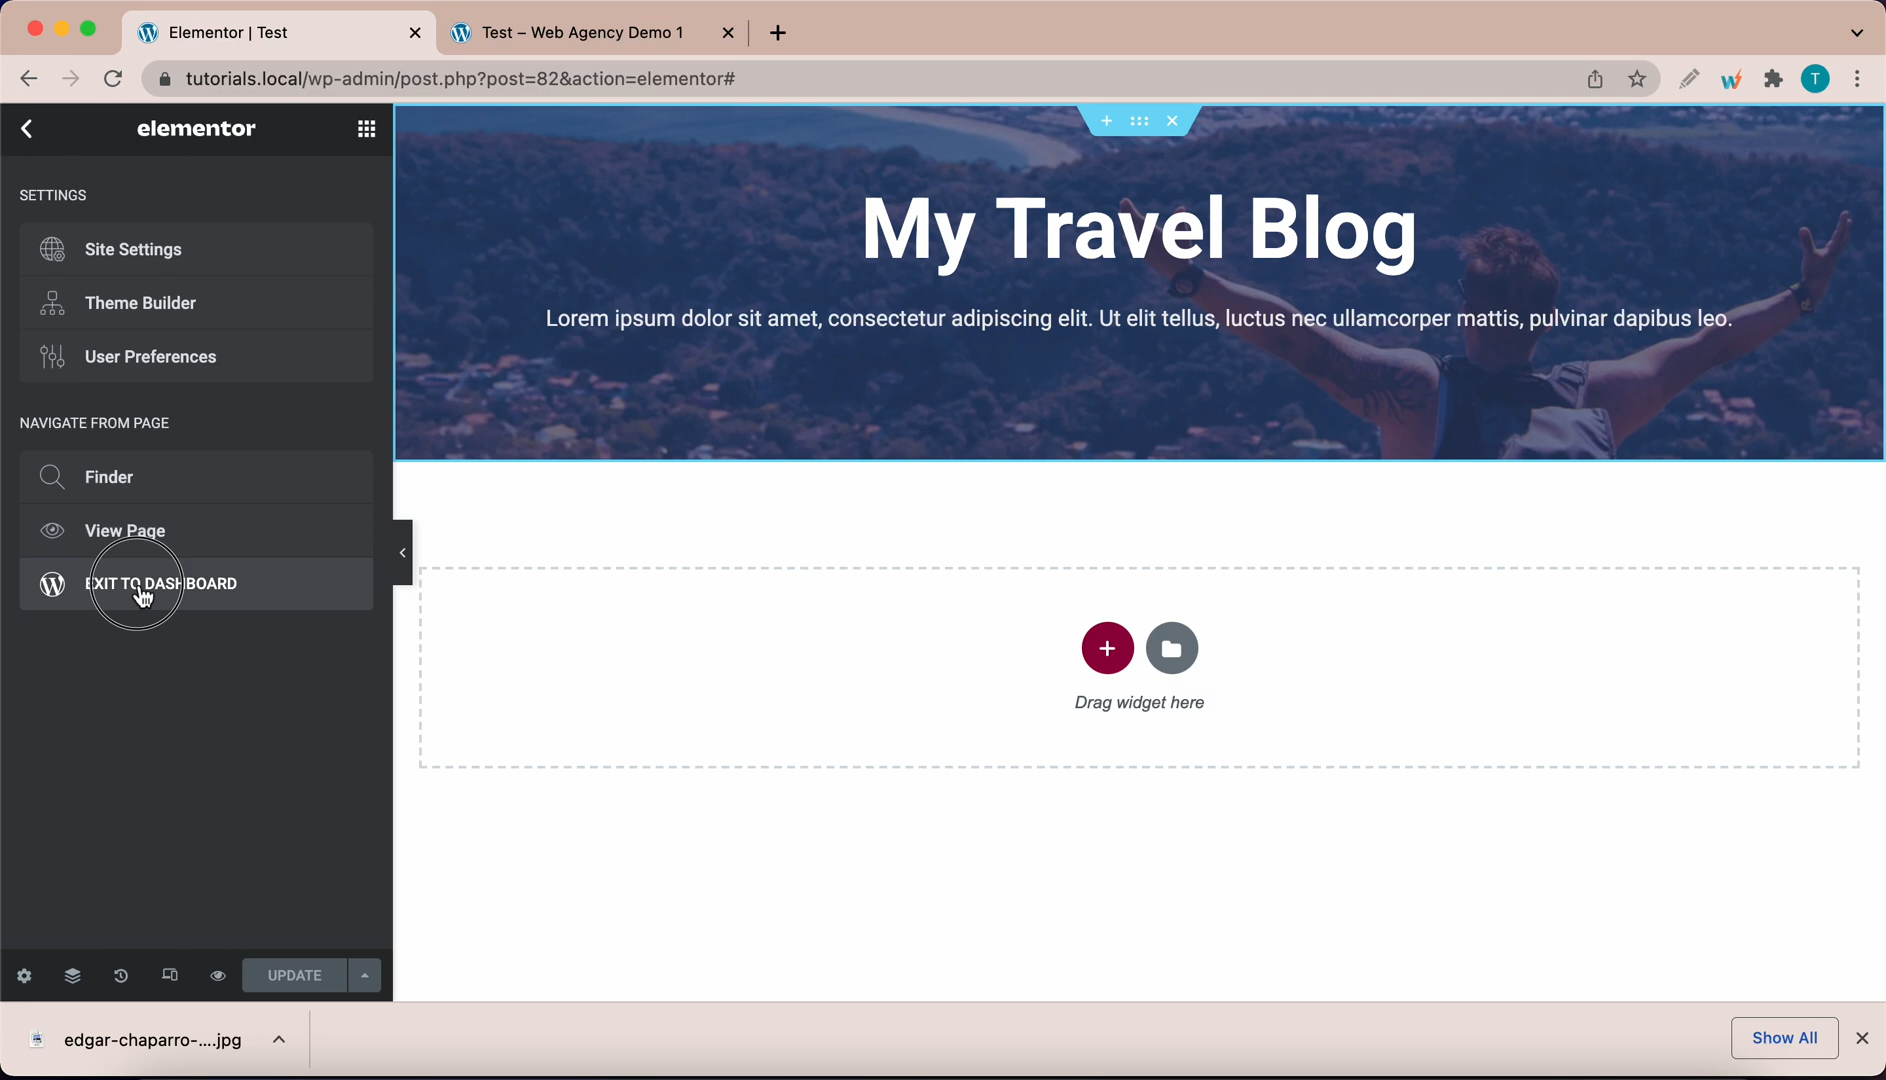 Elementor | Test
Test – Web Agency Demo 1
tutorials.local/wp-admin/post.php?post=82&action=elementor#
T
elementor
SETTINGS
Site Settings
Theme Builder
User Preferences
NAVIGATE FROM PAGE
Finder
View Page
EXIT TO DASHBOARD
UPDATE
My Travel Blog
Lorem ipsum dolor sit amet, consectetur adipiscing elit. Ut elit tellus, luctus nec ullamcorper mattis, pulvinar dapibus leo.
Drag widget here
edgar-chaparro-....jpg
Show All